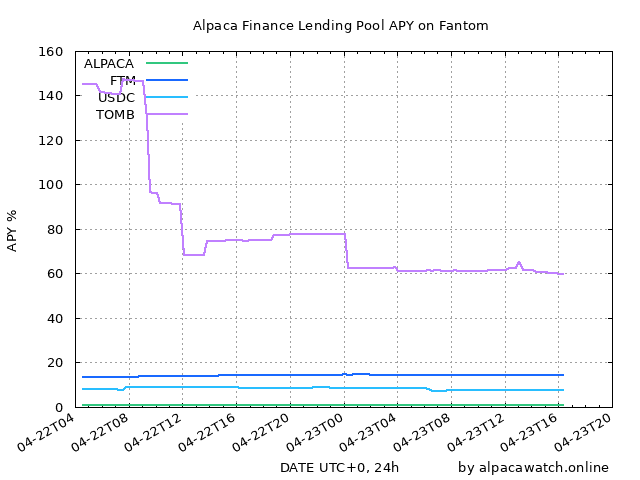 Alpaca Finance Lending Pool APY on Fantom
160
140
120
100
80
60
40
20
0
APY %
ALPACA
FTM
USDC
TOMB
04-22T04
04-22T08
04-22T12
04-22T16
04-22T20
04-23T00
04-23T04
04-23T08
04-23T12
04-23T16
04-23T20
DATE UTC+0, 24h
by alpacawatch.online